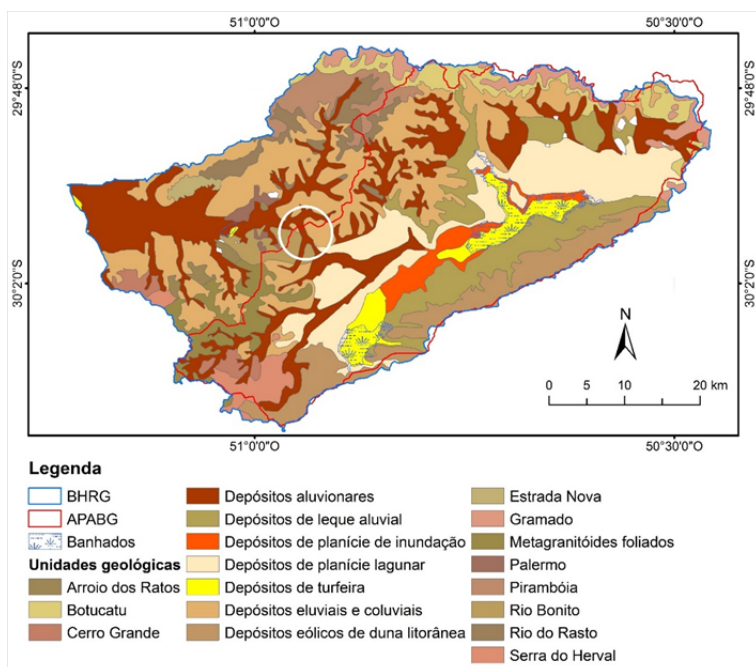 51°0'0"O 50°30'0"O
29°48'0"S 29°48'0"S
30°2'0"S 30°2'0"S
N
0 5 10 20 km
51°0'0"O 50°30'0"O
Legenda
BHRG
APABG
Banhados
Unidades geológicas
Arroio dos Ratos
Botucatu
Cerro Grande
Depósitos aluvionares
Depósitos de leque aluvial
Depósitos de planície de inundação
Depósitos de planície lagunar
Depósitos de turfeira
Depósitos eluviais e coluviais
Depósitos eólicos de duna litorânea
Estrada Nova
Gramado
Metagranitóides foliados
Palermo
Pirambóia
Rio Bonito
Rio do Rasto
Serra do Herval